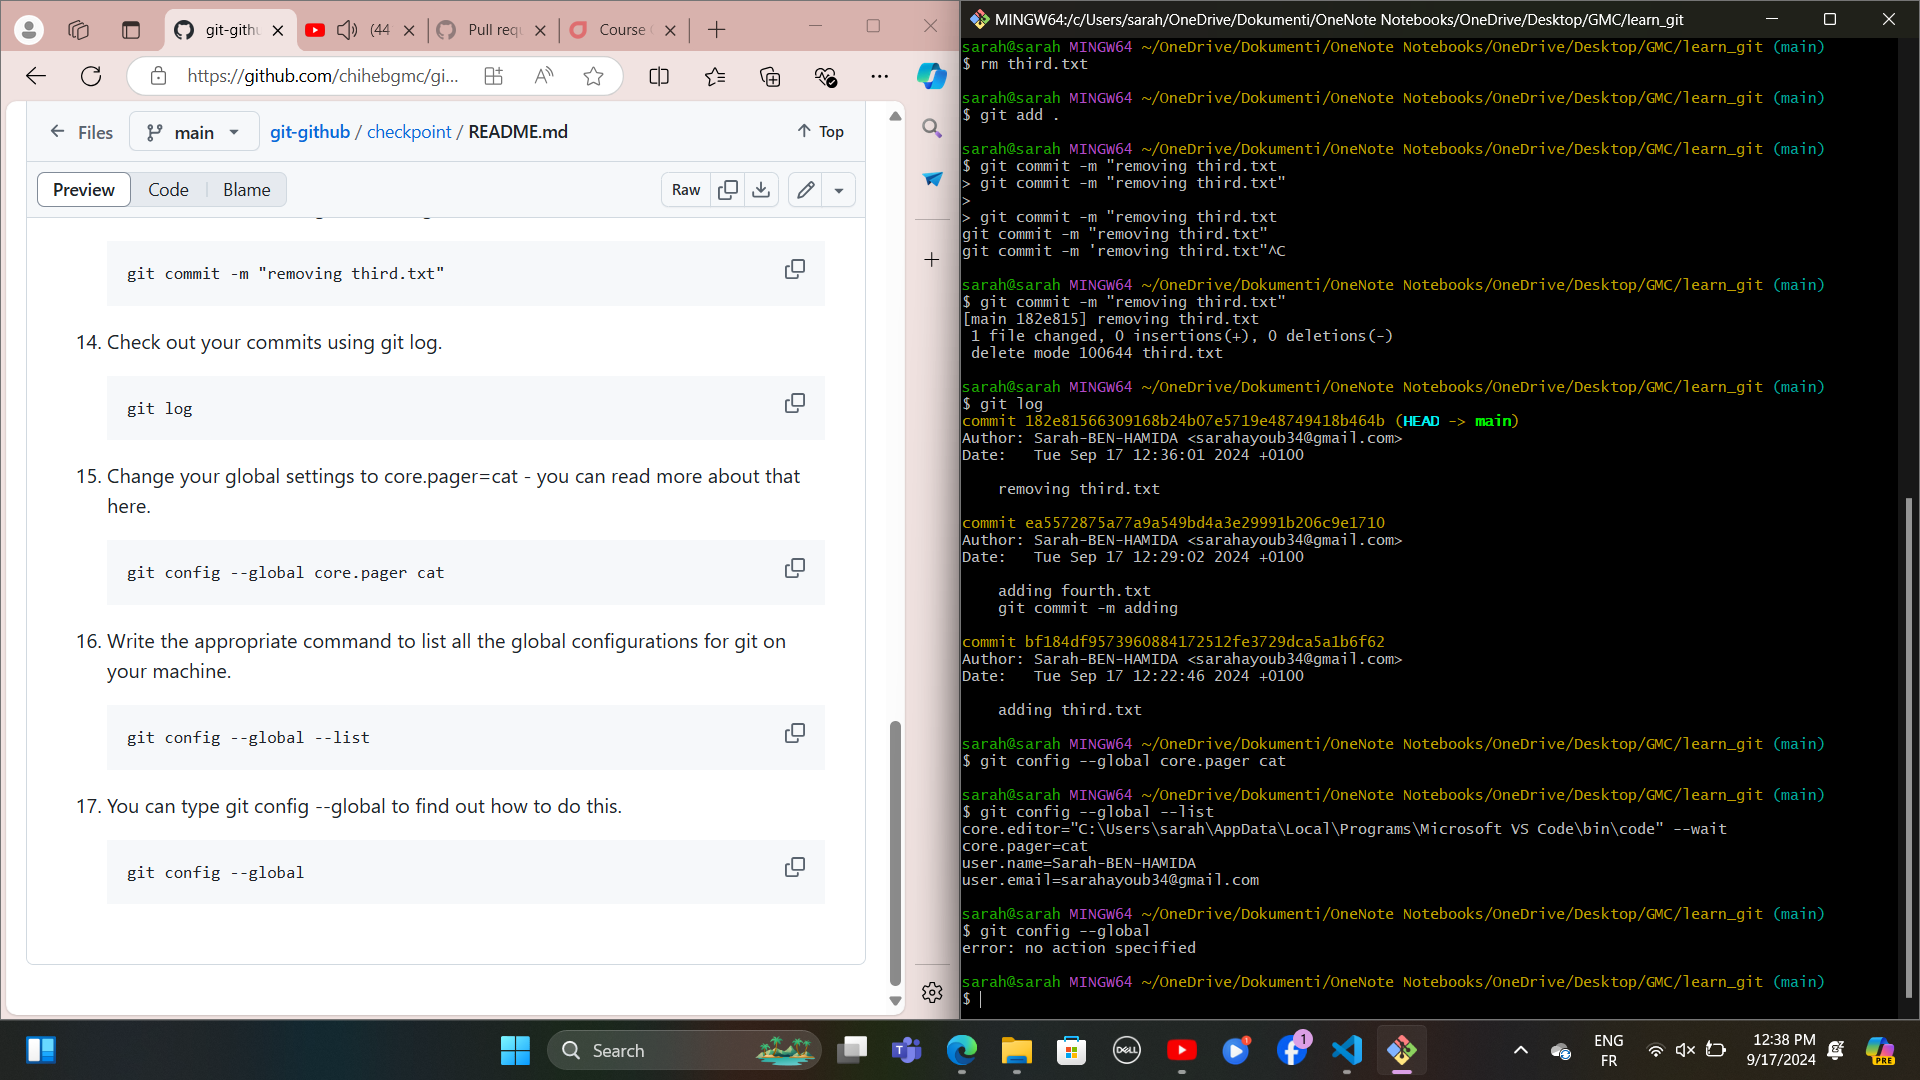 git-gith
(44
Pull req
Course
https://github.com/chihebgmc/gi...
Files
main
git-github / checkpoint / README.md
Top
Preview
Code
Blame
Raw
git commit -m "removing third.txt"
14. Check out your commits using git log.
git log
15. Change your global settings to core.pager=cat - you can read more about that
here.
git config --global core.pager cat
16. Write the appropriate command to list all the global configurations for git on
your machine.
git config --global --list
17. You can type git config --global to find out how to do this.
git config --global
MINGW64:/c/Users/sarah/OneDrive/Dokumenti/OneNote Notebooks/OneDrive/Desktop/GMC/learn_git
sarah@sarah MINGW64 ~/OneDrive/Dokumenti/OneNote Notebooks/OneDrive/Desktop/GMC/learn_git (main)
$ rm third.txt
sarah@sarah MINGW64 ~/OneDrive/Dokumenti/OneNote Notebooks/OneDrive/Desktop/GMC/learn_git (main)
$ git add .
sarah@sarah MINGW64 ~/OneDrive/Dokumenti/OneNote Notebooks/OneDrive/Desktop/GMC/learn_git (main)
$ git commit -m "removing third.txt
> git commit -m "removing third.txt"
>
> git commit -m "removing third.txt
git commit -m "removing third.txt"
git commit -m 'removing third.txt"^C
sarah@sarah MINGW64 ~/OneDrive/Dokumenti/OneNote Notebooks/OneDrive/Desktop/GMC/learn_git (main)
$ git commit -m "removing third.txt"
[main 182e815] removing third.txt
1 file changed, 0 insertions(+), 0 deletions(-)
delete mode 100644 third.txt
sarah@sarah MINGW64 ~/OneDrive/Dokumenti/OneNote Notebooks/OneDrive/Desktop/GMC/learn_git (main)
$ git log
commit 182e81566309168b24b07e5719e48749418b464b (HEAD -> main)
Author: Sarah-BEN-HAMIDA <sarahayoub34@gmail.com>
Date:   Tue Sep 17 12:36:01 2024 +0100
removing third.txt
commit ea5572875a77a9a549bd4a3e29991b206c9e1710
Author: Sarah-BEN-HAMIDA <sarahayoub34@gmail.com>
Date:   Tue Sep 17 12:29:02 2024 +0100
adding fourth.txt
git commit -m adding
commit bf184df9573960884172512fe3729dca5a1b6f62
Author: Sarah-BEN-HAMIDA <sarahayoub34@gmail.com>
Date:   Tue Sep 17 12:22:46 2024 +0100
adding third.txt
sarah@sarah MINGW64 ~/OneDrive/Dokumenti/OneNote Notebooks/OneDrive/Desktop/GMC/learn_git (main)
$ git config --global core.pager cat
sarah@sarah MINGW64 ~/OneDrive/Dokumenti/OneNote Notebooks/OneDrive/Desktop/GMC/learn_git (main)
$ git config --global --list
core.editor="C:\Users\sarah\AppData\Local\Programs\Microsoft VS Code\bin\code" --wait
core.pager=cat
user.name=Sarah-BEN-HAMIDA
user.email=sarahayoub34@gmail.com
sarah@sarah MINGW64 ~/OneDrive/Dokumenti/OneNote Notebooks/OneDrive/Desktop/GMC/learn_git (main)
$ git config --global
error: no action specified
sarah@sarah MINGW64 ~/OneDrive/Dokumenti/OneNote Notebooks/OneDrive/Desktop/GMC/learn_git (main)
$
Search
DELL
1
ENG
FR
12:38 PM
9/17/2024
PRE